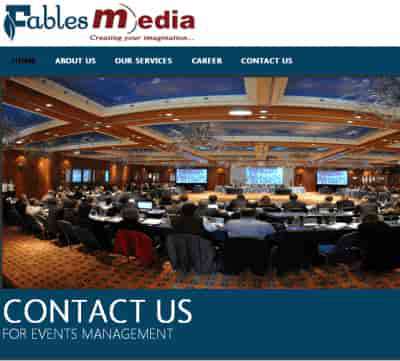 Fables media
Creating your imagination...
HOME ABOUT US OUR SERVICES CAREER CONTACT US
CONTACT US
FOR EVENTS MANAGEMENT